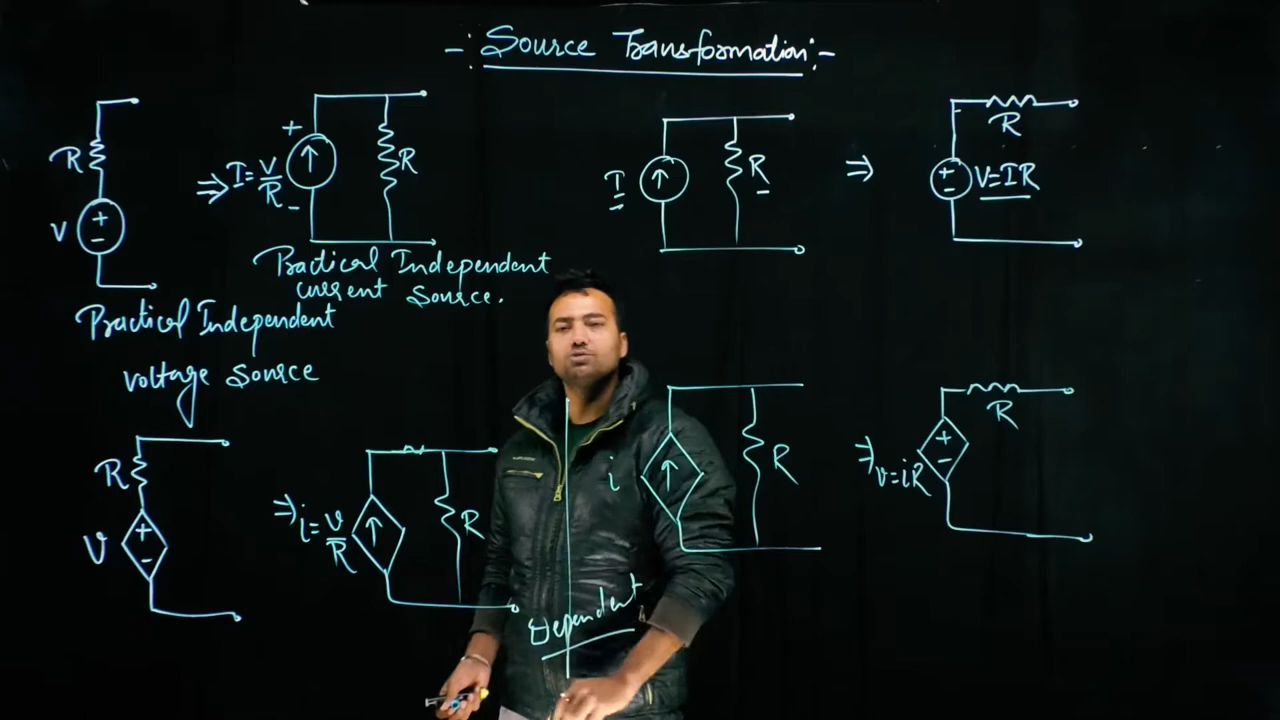 -: Source Transformation :-
R
V
⇒ I = V/R
+
-
R
+
-
Practical Independent
current Source.
Practical Independent
voltage Source
I
R
⇒
R
+
-
V=IR
R
V
+
-
⇒ i = v/R
R
i
R
⇒
v=iR
+
-
R
Dependent